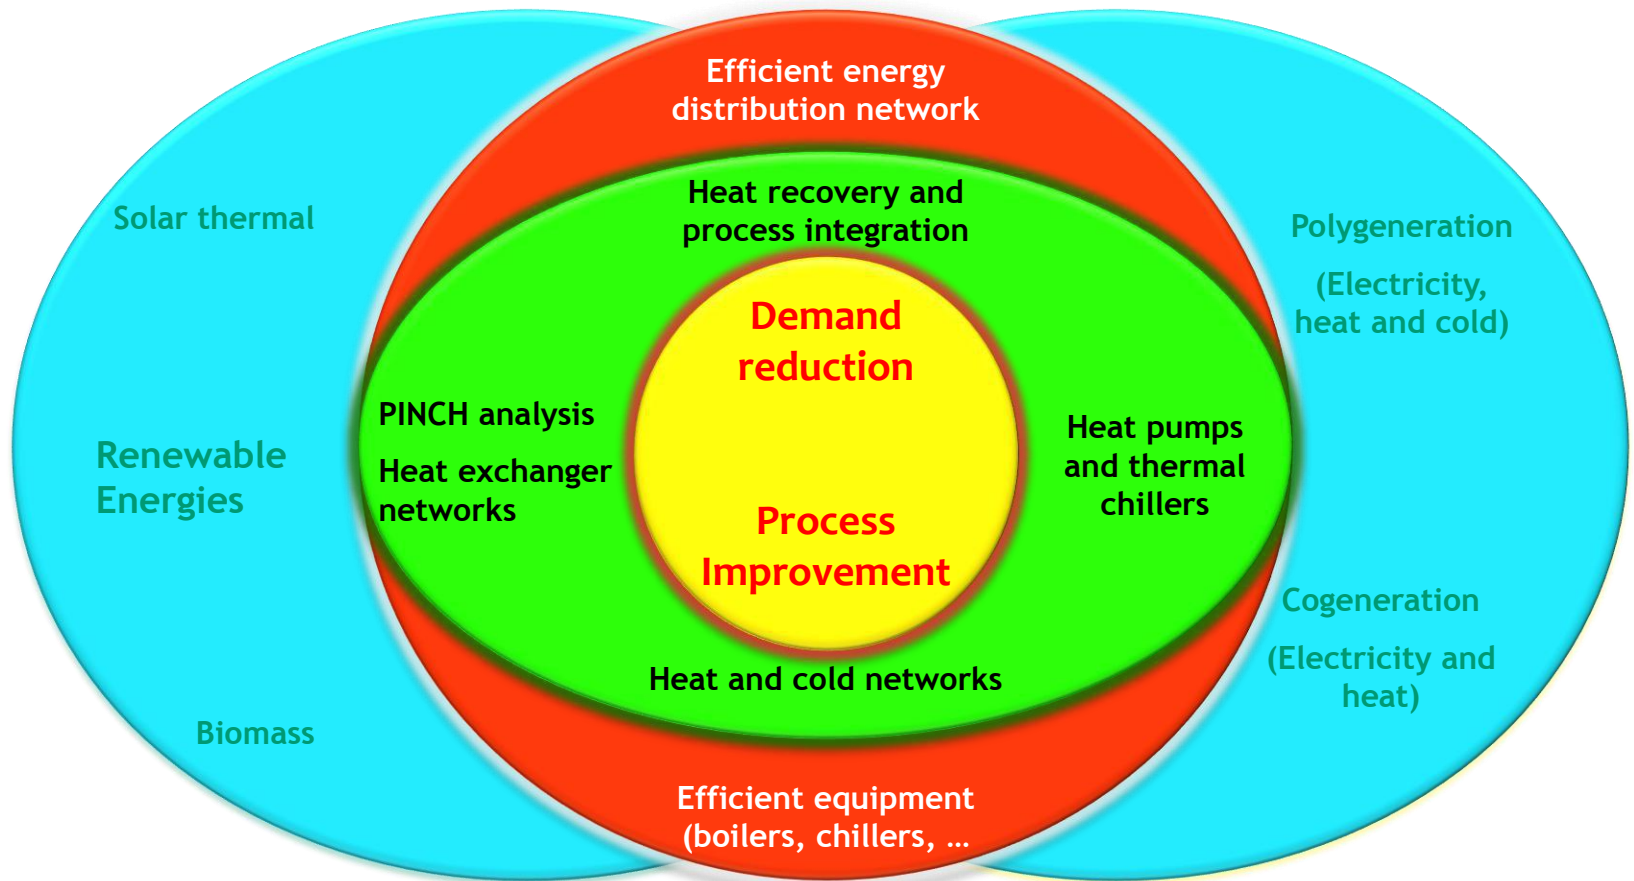 Efficient energy
distribution network
Heat recovery and
process integration
Solar thermal
Polygeneration
(Electricity,
heat and cold)
Demand
reduction
PINCH analysis
Heat exchanger
networks
Renewable
Energies
Heat pumps
and thermal
chillers
Process
Improvement
Cogeneration
(Electricity and
heat)
Heat and cold networks
Biomass
Efficient equipment
(boilers, chillers, …